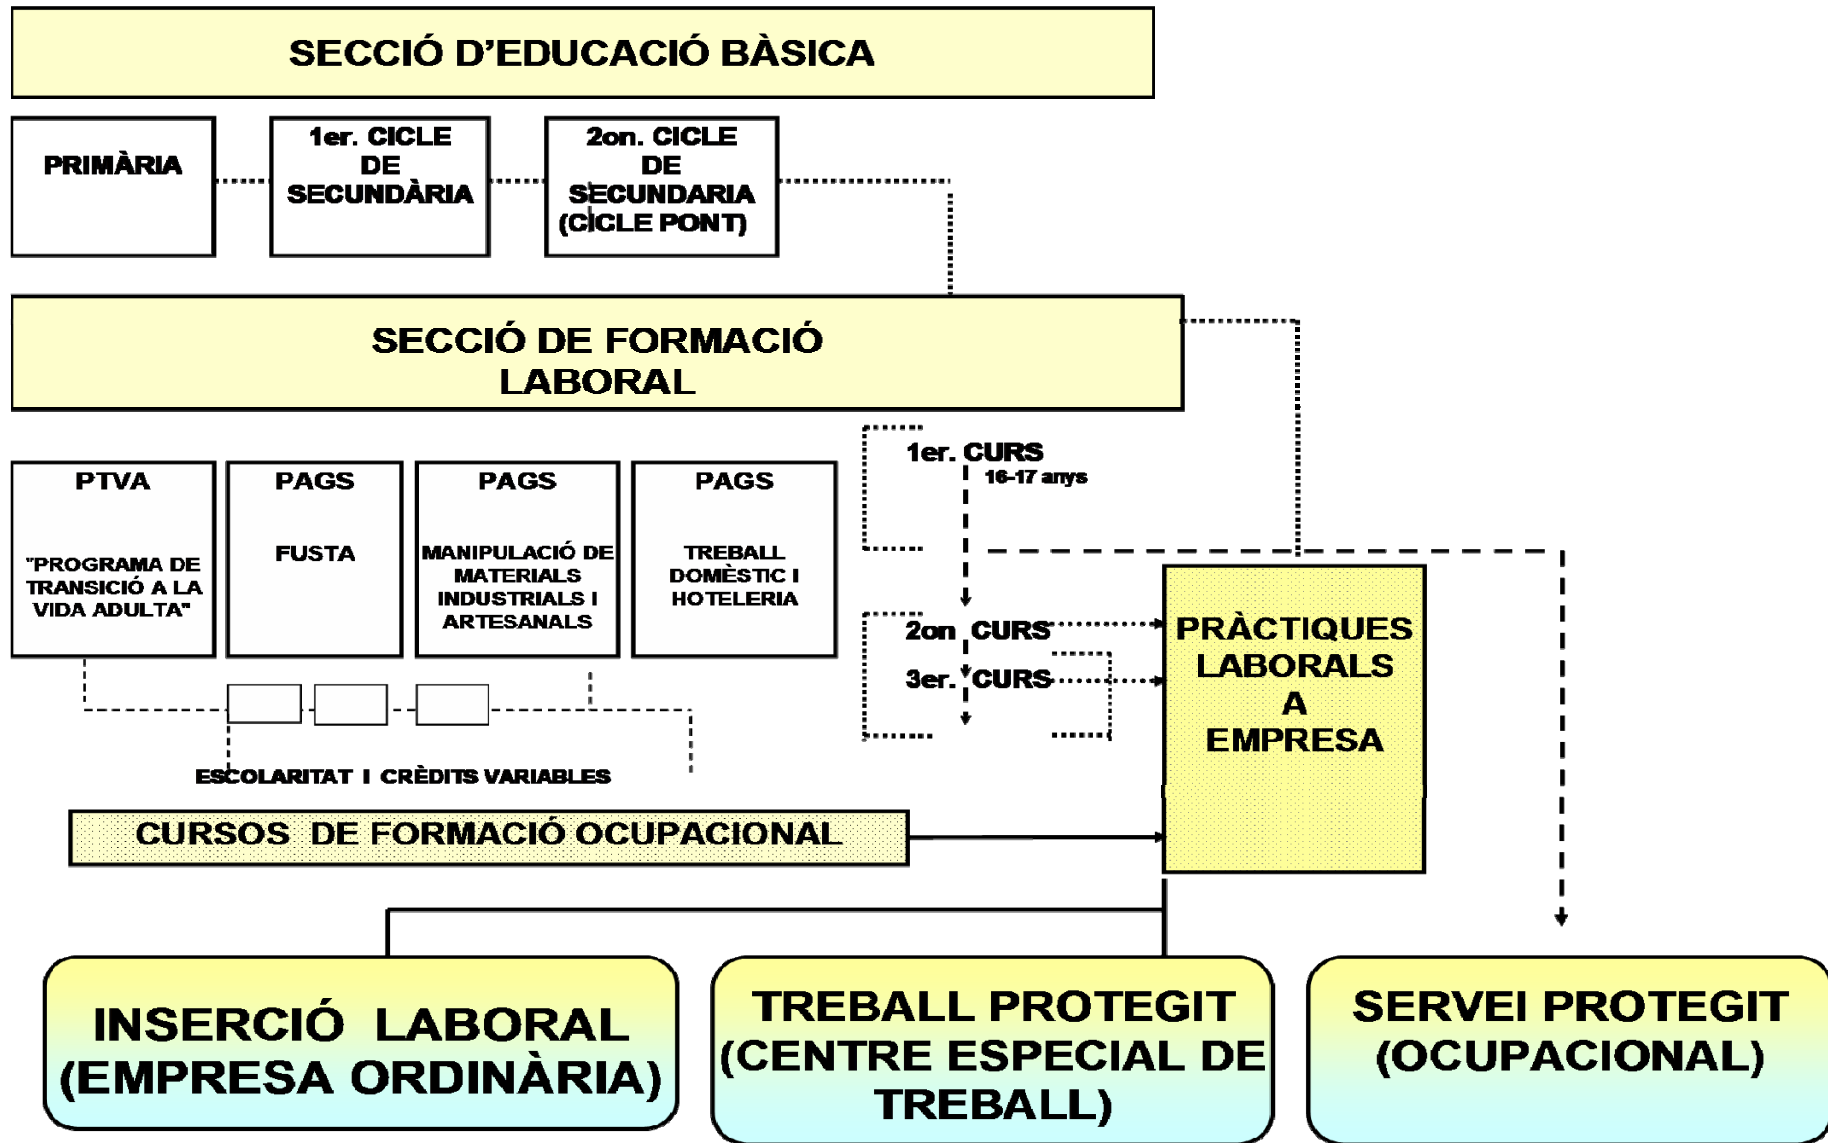 SECCIÓ D'EDUCACIÓ BÀSICA
PRIMÀRIA
1er. CICLE
DE
SECUNDÀRIA
2on. CICLE
DE
SECUNDARIA
(CICLE PONT)
SECCIÓ DE FORMACIÓ
LABORAL
PTVA
"PROGRAMA DE
TRANSICIÓ A LA
VIDA ADULTA"
PAGS
FUSTA
PAGS
MANIPULACIÓ DE
MATERIALS
INDUSTRIALS I
ARTESANALS
PAGS
TREBALL
DOMÈSTIC I
HOTELERIA
1er. CURS
16-17 anys
2on CURS
3er. CURS
PRÀCTIQUES
LABORALS
A
EMPRESA
ESCOLARITAT I CRÈDITS VARIABLES
CURSOS DE FORMACIÓ OCUPACIONAL
INSERCIÓ LABORAL
(EMPRESA ORDINÀRIA)
TREBALL PROTEGIT
(CENTRE ESPECIAL DE
TREBALL)
SERVEI PROTEGIT
(OCUPACIONAL)